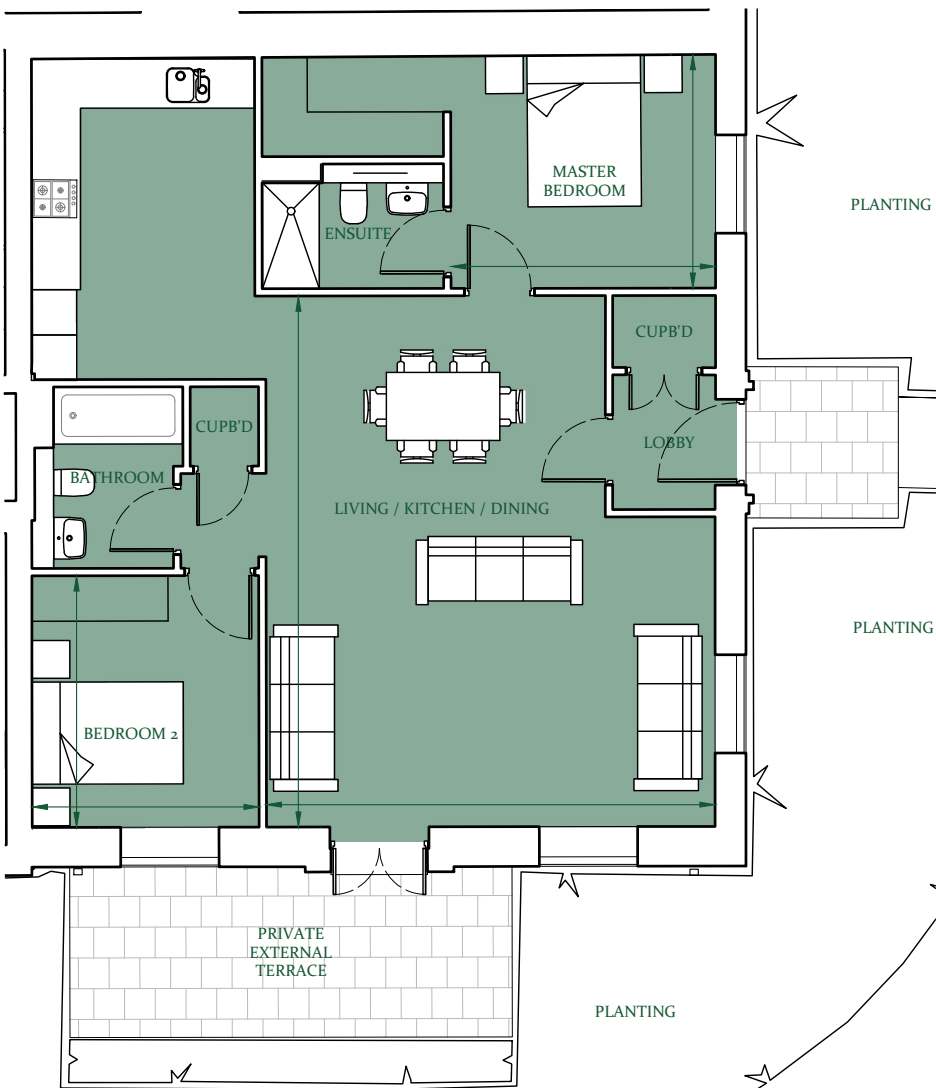 MASTER
BEDROOM
PLANTING
ENSUITE
CUPB'D
CUPB'D
LOBBY
BATHROOM
LIVING / KITCHEN / DINING
PLANTING
BEDROOM 2
PRIVATE
EXTERNAL
TERRACE
PLANTING